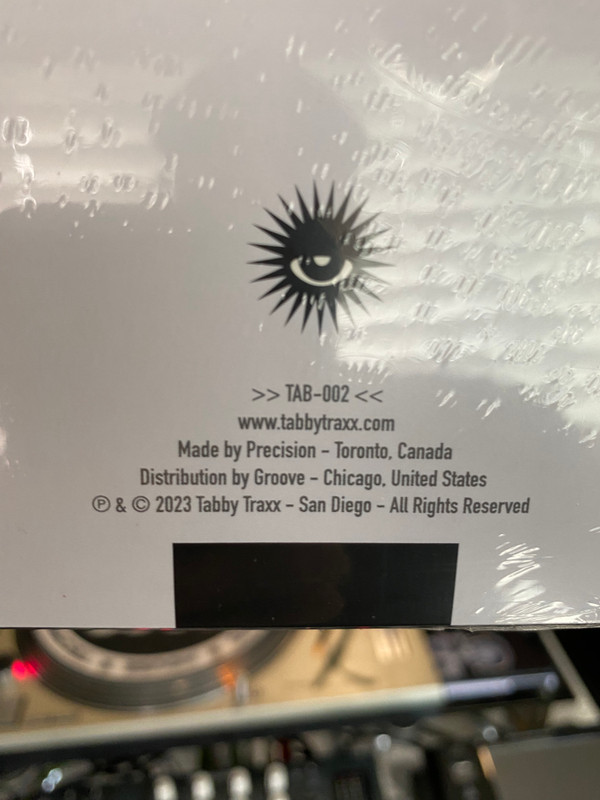 >> TAB-002 <<
www.tabbytraxx.com
Made by Precision - Toronto, Canada
Distribution by Groove - Chicago, United States
Ⓟ & © 2023 Tabby Traxx - San Diego - All Rights Reserved